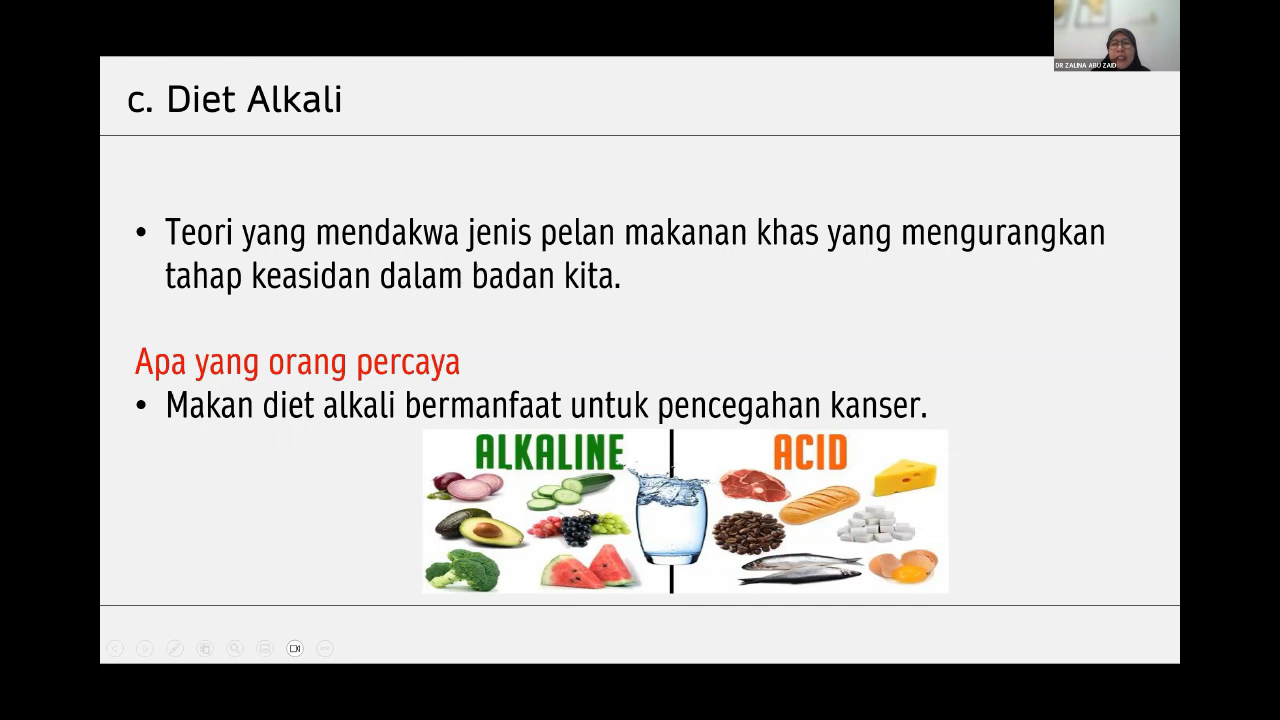 DR ZALINA ABU ZAID
c. Diet Alkali
• Teori yang mendakwa jenis pelan makanan khas yang mengurangkan
tahap keasidan dalam badan kita.
Apa yang orang percaya
• Makan diet alkali bermanfaat untuk pencegahan kanser.
ALKALINE
ACID